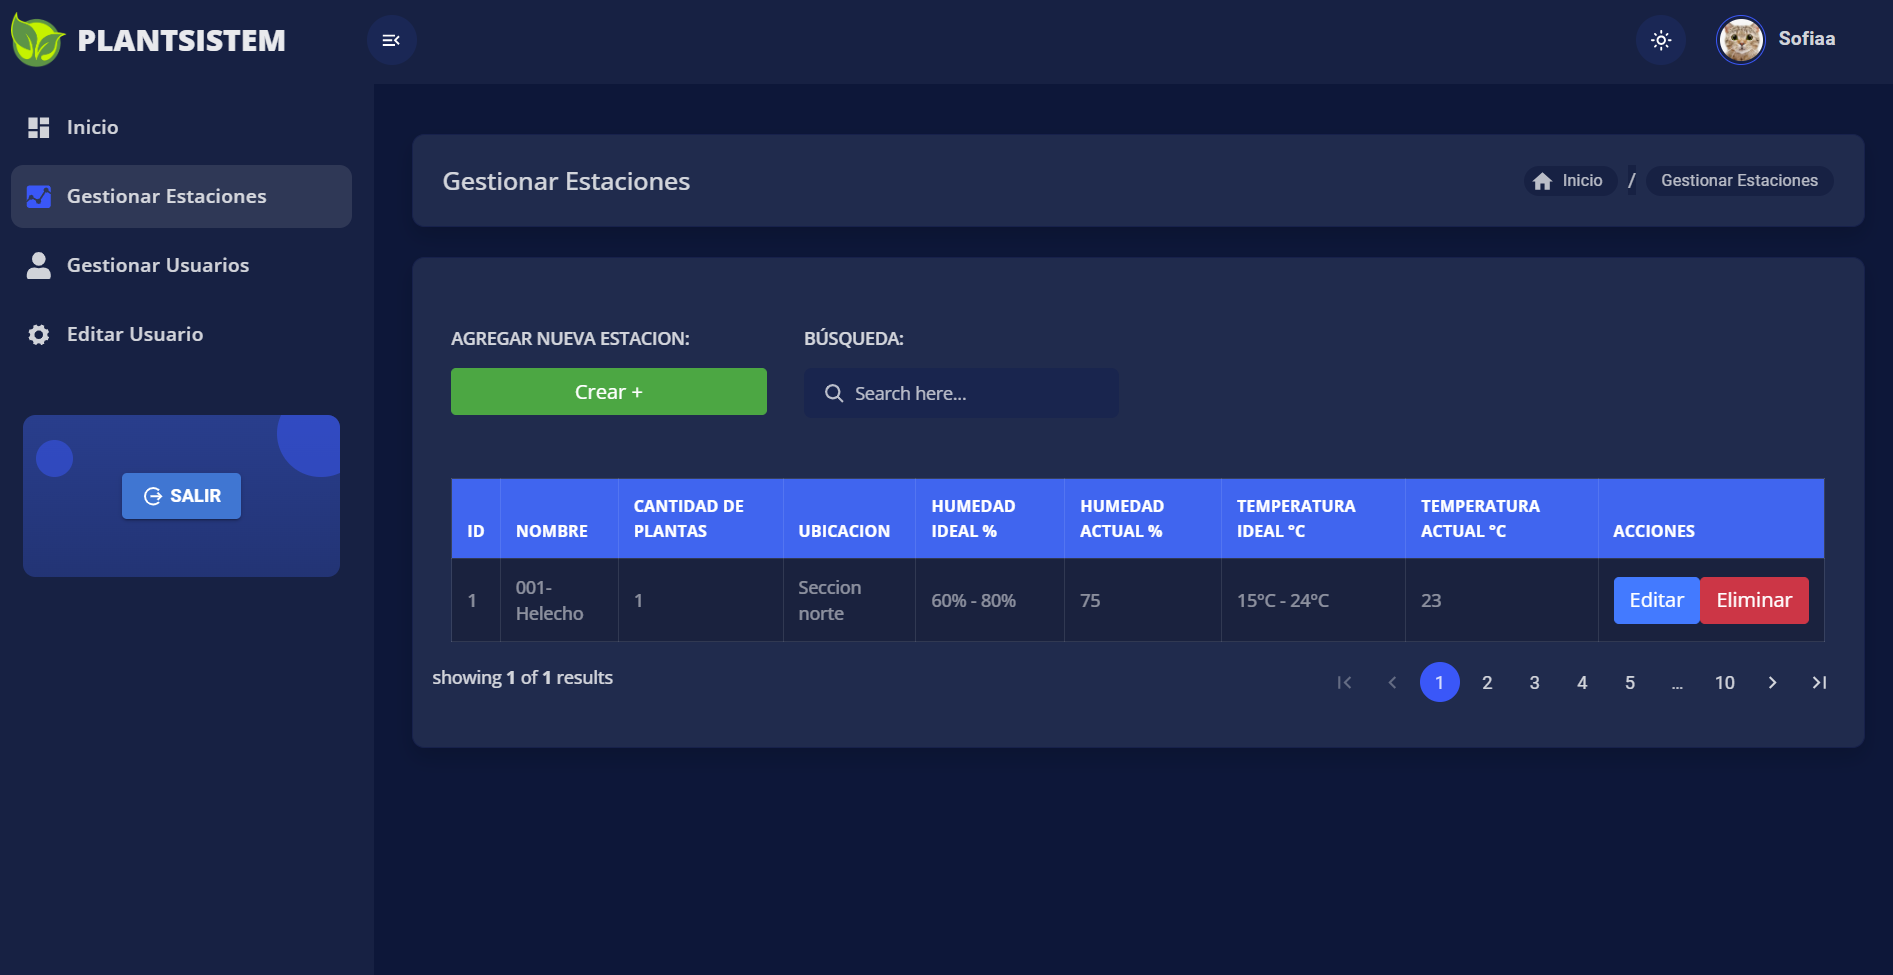 PLANTSISTEM
Sofiaa
Inicio
Gestionar Estaciones
Gestionar Usuarios
Editar Usuario
SALIR
Gestionar Estaciones
Inicio / Gestionar Estaciones
AGREGAR NUEVA ESTACION:
Crear +
BÚSQUEDA:
Search here...
ID
NOMBRE
CANTIDAD DE
PLANTAS
UBICACION
HUMEDAD
IDEAL %
HUMEDAD
ACTUAL %
TEMPERATURA
IDEAL °C
TEMPERATURA
ACTUAL °C
ACCIONES
1
001-
Helecho
1
Seccion
norte
60% - 80%
75
15°C - 24°C
23
Editar
Eliminar
showing 1 of 1 results
1 2 3 4 5 ... 10